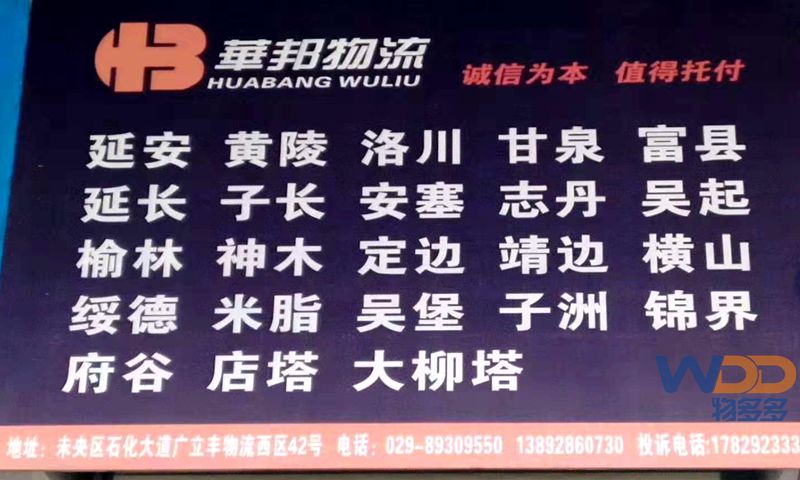 華邦物流 诚信为本 值得托付
HUABANG WULIU
延安 黄陵 洛川 甘泉 富县
延长 子长 安塞 志丹 吴起
榆林 神木 定边 靖边 横山
绥德 米脂 吴堡 子洲 锦界
府谷 店塔 大柳塔
WDD
物多多
地址：未央区石化大道广立丰物流西区42号 电话：029-89309550 13892860730 投诉电话:178292333